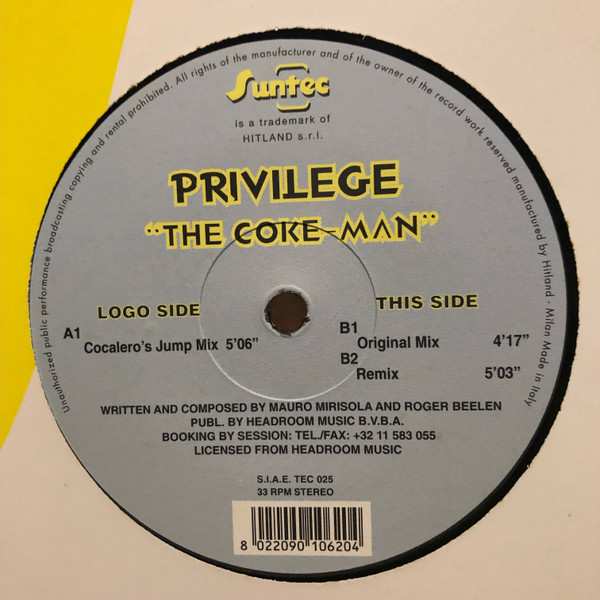 Unauthorized public performance broadcasting copying and rental prohibited. All rights of the manufacturer and of the owner of the record work reserved manufactured by Hitland - Milan Made in Italy
Suntec
is a trademark of
HITLAND s.r.l.
PRIVILEGE
“THE COKE-MAN”
LOGO SIDE
A1
Cocalero's Jump Mix 5'06”
THIS SIDE
B1
Original Mix 4'17”
B2
Remix 5'03”
WRITTEN AND COMPOSED BY MAURO MIRISOLA AND ROGER BEELEN
PUBL. BY HEADROOM MUSIC B.V.B.A.
BOOKING BY SESSION: TEL./FAX: +32 11 583 055
LICENSED FROM HEADROOM MUSIC
S.I.A.E. TEC 025
33 RPM STEREO
8 022090 106204